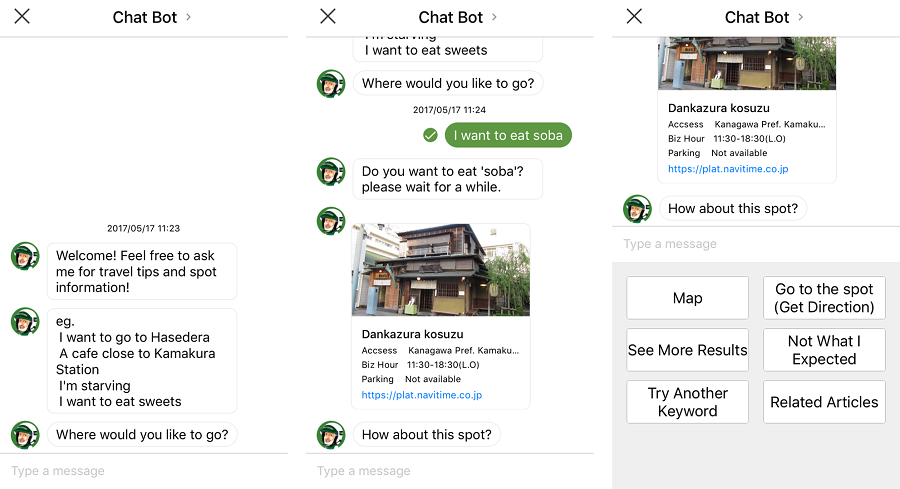 Chat Bot >
2017/05/17 11:23
Welcome! Feel free to ask
me for travel tips and spot
information!
eg.
I want to go to Hasedera
A cafe close to Kamakura
Station
I'm starving
I want to eat sweets
Where would you like to go?
Type a message
Chat Bot >
I'm starving
I want to eat sweets
Where would you like to go?
2017/05/17 11:24
I want to eat soba
Do you want to eat 'soba'?
please wait for a while.
Dankazura kosuzu
Accsess Kanagawa Pref. Kamaku...
Biz Hour 11:30-18:30(L.O)
Parking Not available
https://plat.navitime.co.jp
How about this spot?
Type a message
Chat Bot >
Dankazura kosuzu
Accsess Kanagawa Pref. Kamaku...
Biz Hour 11:30-18:30(L.O)
Parking Not available
https://plat.navitime.co.jp
How about this spot?
Type a message
Map
Go to the spot
(Get Direction)
See More Results
Not What I
Expected
Try Another
Keyword
Related Articles